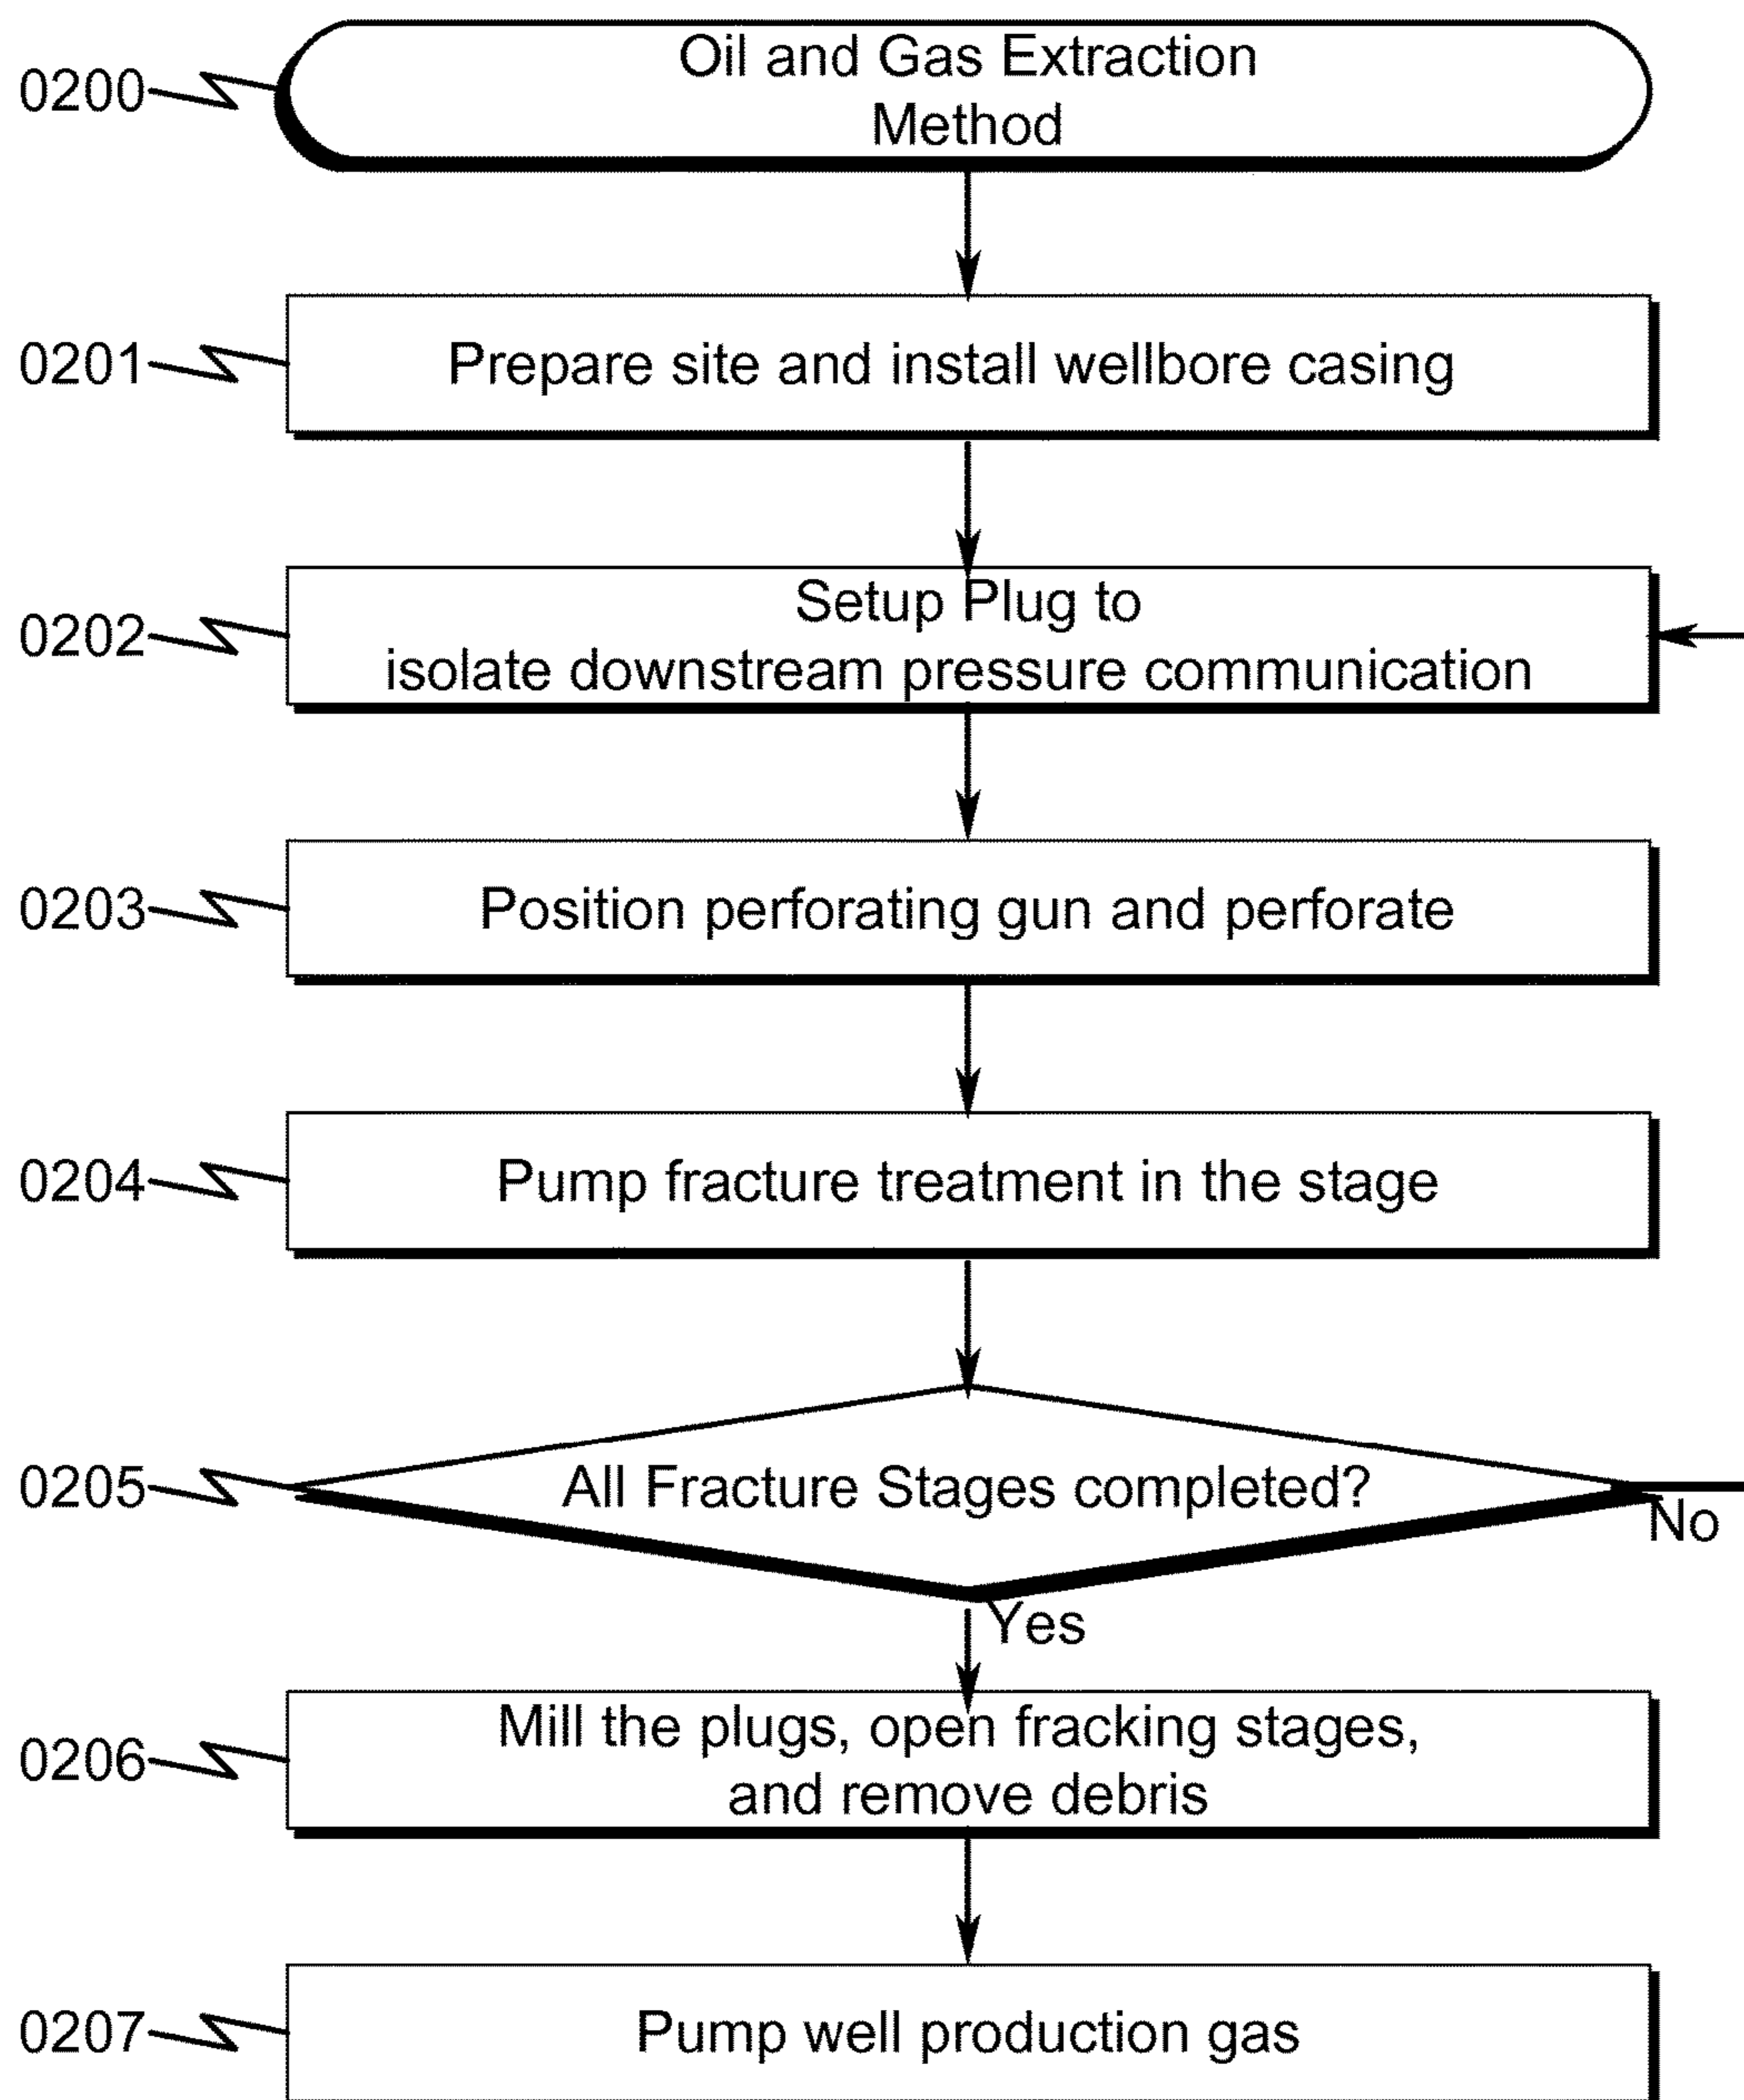 0200
Oil and Gas Extraction
Method
0201
Prepare site and install wellbore casing
0202
Setup Plug to
isolate downstream pressure communication
0203
Position perforating gun and perforate
0204
Pump fracture treatment in the stage
0205
All Fracture Stages completed?
No
Yes
0206
Mill the plugs, open fracking stages,
and remove debris
0207
Pump well production gas